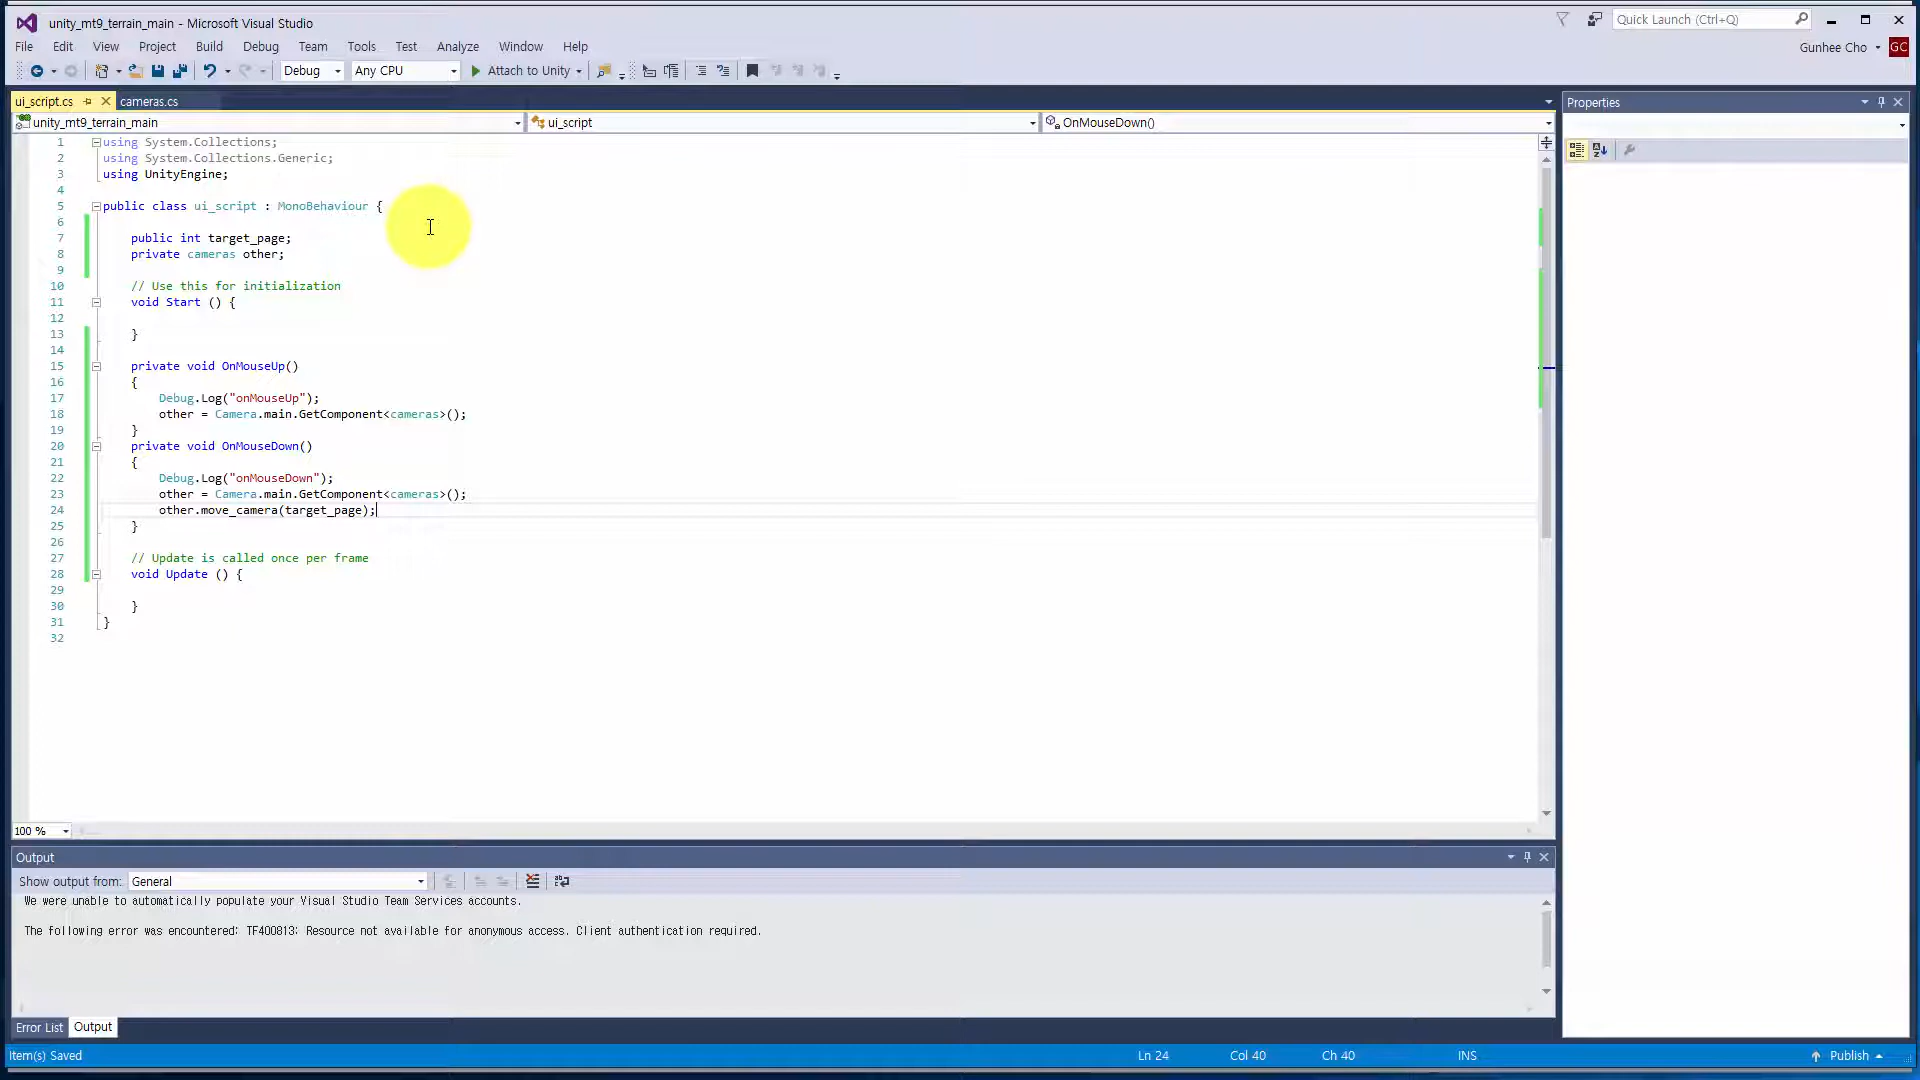 unity_mt9_terrain_main - Microsoft Visual Studio
Quick Launch (Ctrl+Q)
File Edit View Project Build Debug Team Tools Test Analyze Window Help
Gunhee Cho GC
Debug Any CPU Attach to Unity
ui_script.cs cameras.cs
Properties
unity_mt9_terrain_main ui_script OnMouseDown()
1 using System.Collections;
2 using System.Collections.Generic;
3 using UnityEngine;
4
5 public class ui_script : MonoBehaviour {
6
7 public int target_page;
8 private cameras other;
9
10 // Use this for initialization
11 void Start () {
12
13 }
14
15 private void OnMouseUp()
16 {
17 Debug.Log("onMouseUp");
18 other = Camera.main.GetComponent<cameras>();
19 }
20 private void OnMouseDown()
21 {
22 Debug.Log("onMouseDown");
23 other = Camera.main.GetComponent<cameras>();
24 other.move_camera(target_page);
25 }
26
27 // Update is called once per frame
28 void Update () {
29
30 }
31 }
32
100 %
Output
Show output from: General
We were unable to automatically populate your Visual Studio Team Services accounts.
The following error was encountered: TF400813: Resource not available for anonymous access. Client authentication required.
Error List Output
Item(s) Saved Ln 24 Col 40 Ch 40 INS Publish